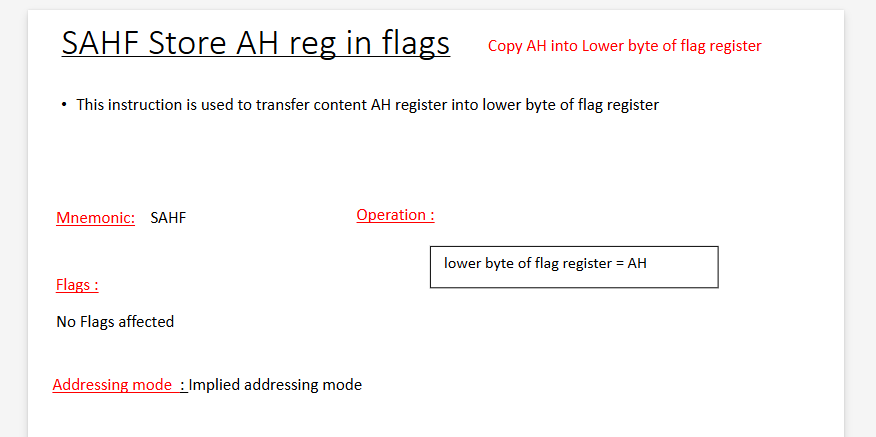 SAHF Store AH reg in flags
Copy AH into Lower byte of flag register
• This instruction is used to transfer content AH register into lower byte of flag register
Mnemonic: SAHF
Operation :
lower byte of flag register = AH
Flags :
No Flags affected
Addressing mode : Implied addressing mode